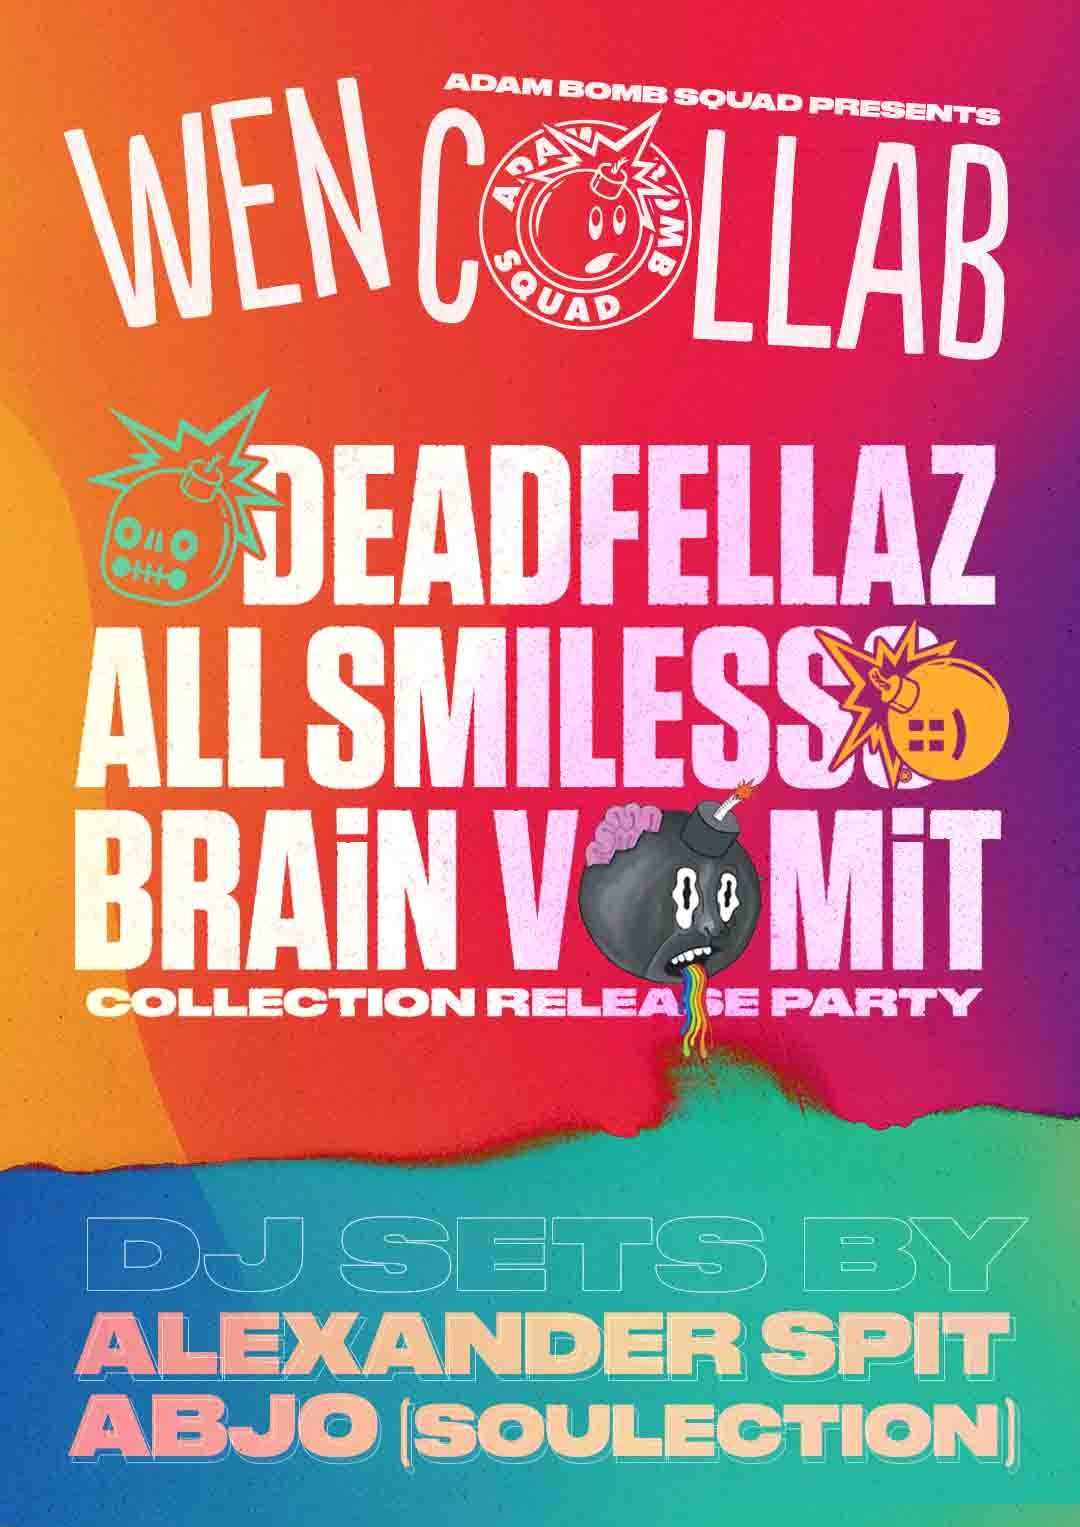 ADAM BOMB SQUAD PRESENTS
WEN COLLAB
ADAM BOMB
SQUAD
DEADFELLAZ
ALL SMILESSS
::)
®
BRAiN VOMiT
COLLECTION RELEASE PARTY
DJ SETS BY
ALEXANDER SPIT
ABJO (SOULECTION)